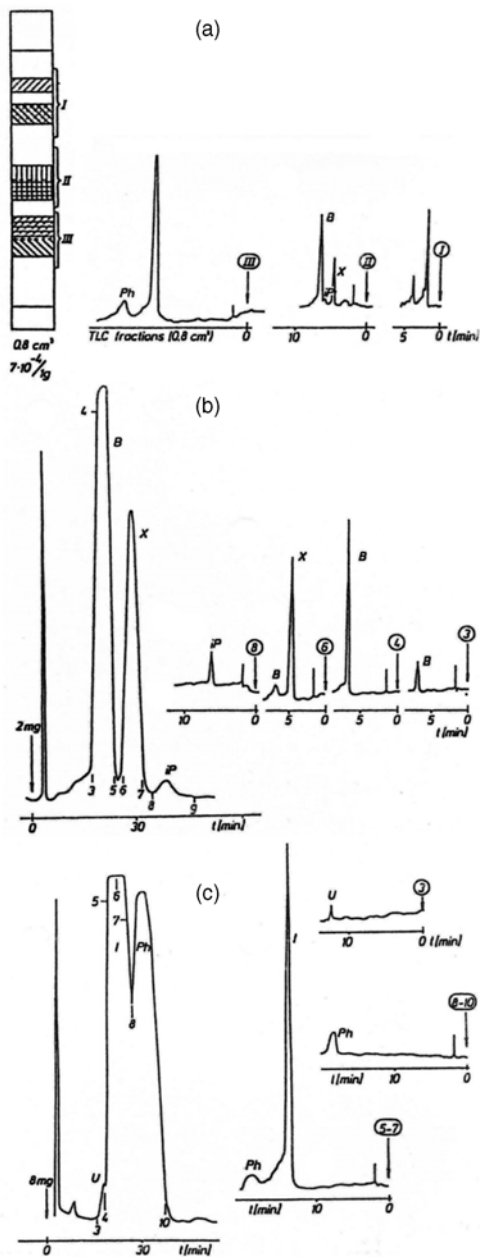 (a)
I
II
III
0.8 cm³
7·10⁻⁴/1g
Ph
III
0
TLC fractions (0.8 cm³)
B
iP
X
II
10
0
I
5
0
t [min]
(b)
4
B
X
2mg
3
5
6
7
8
iP
9
0
30
t [min]
iP
8
10
5
0
B
X
6
5
0
B
4
5
0
B
3
5
0
t [min]
(c)
5
6
7
I
Ph
8
U
8mg
3
4
10
0
30
t [min]
I
Ph
5-7
t [min]
10
0
U
3
10
0
t [min]
Ph
8-10
t [min]
10
0